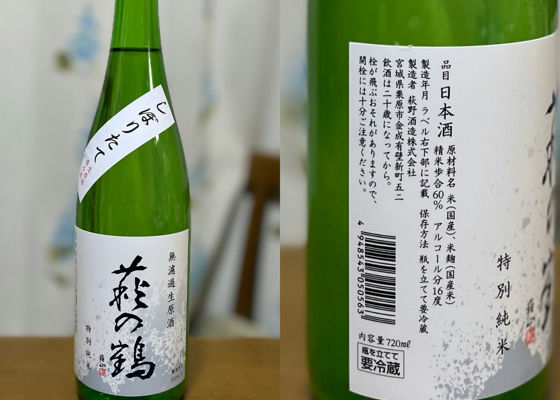 しぼりたて
無濾過生原酒
萩の鶴
特別純米
品目 日本酒
原材料名 米(国産)、米麹(国産米)
精米歩合60% アルコール分16度
製造年月 ラベル右下部に記載 保存方法 瓶を立てて要冷蔵
製造者 萩野酒造株式会社
宮城県栗原市金成有壁新町五二
飲酒は二十歳になってから。
栓が飛ぶおそれがありますので、
開栓には十分ご注意ください。
4948543050503
内容量720㎖
瓶を立てて
要冷蔵
特別純米